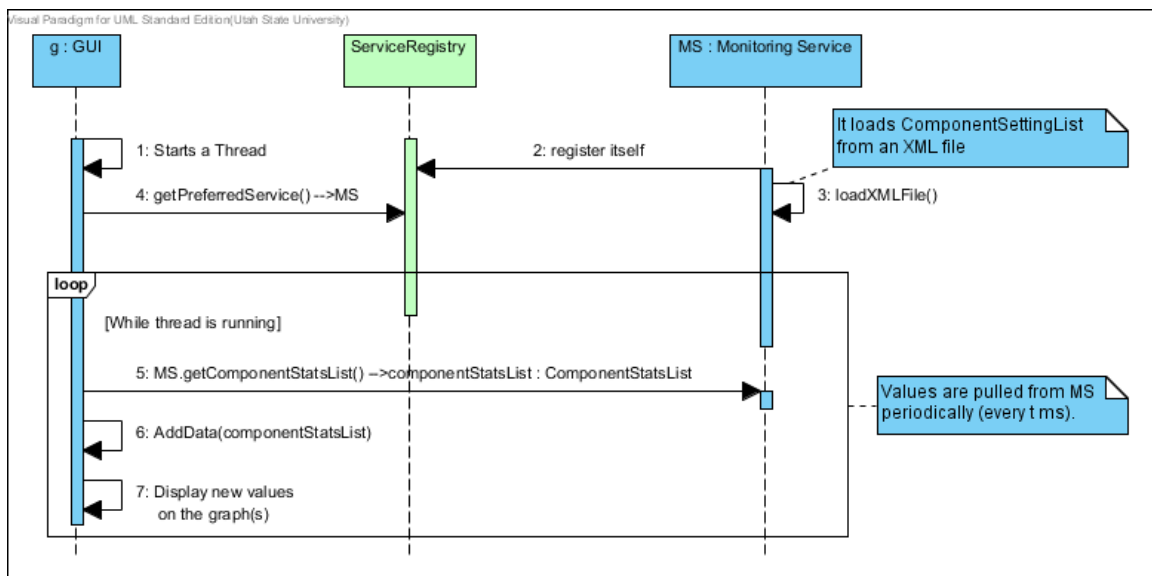 Visual Paradigm for UML Standard Edition(Utah State University)
g : GUI
ServiceRegistry
MS : Monitoring Service
It loads ComponentSettingList
from an XML file
1: Starts a Thread
2: register itself
4: getPreferredService() -->MS
3: loadXMLFile()
loop
[While thread is running]
5: MS.getComponentStatsList() -->componentStatsList : ComponentStatsList
Values are pulled from MS
periodically (every t ms).
6: AddData(componentStatsList)
7: Display new values
on the graph(s)